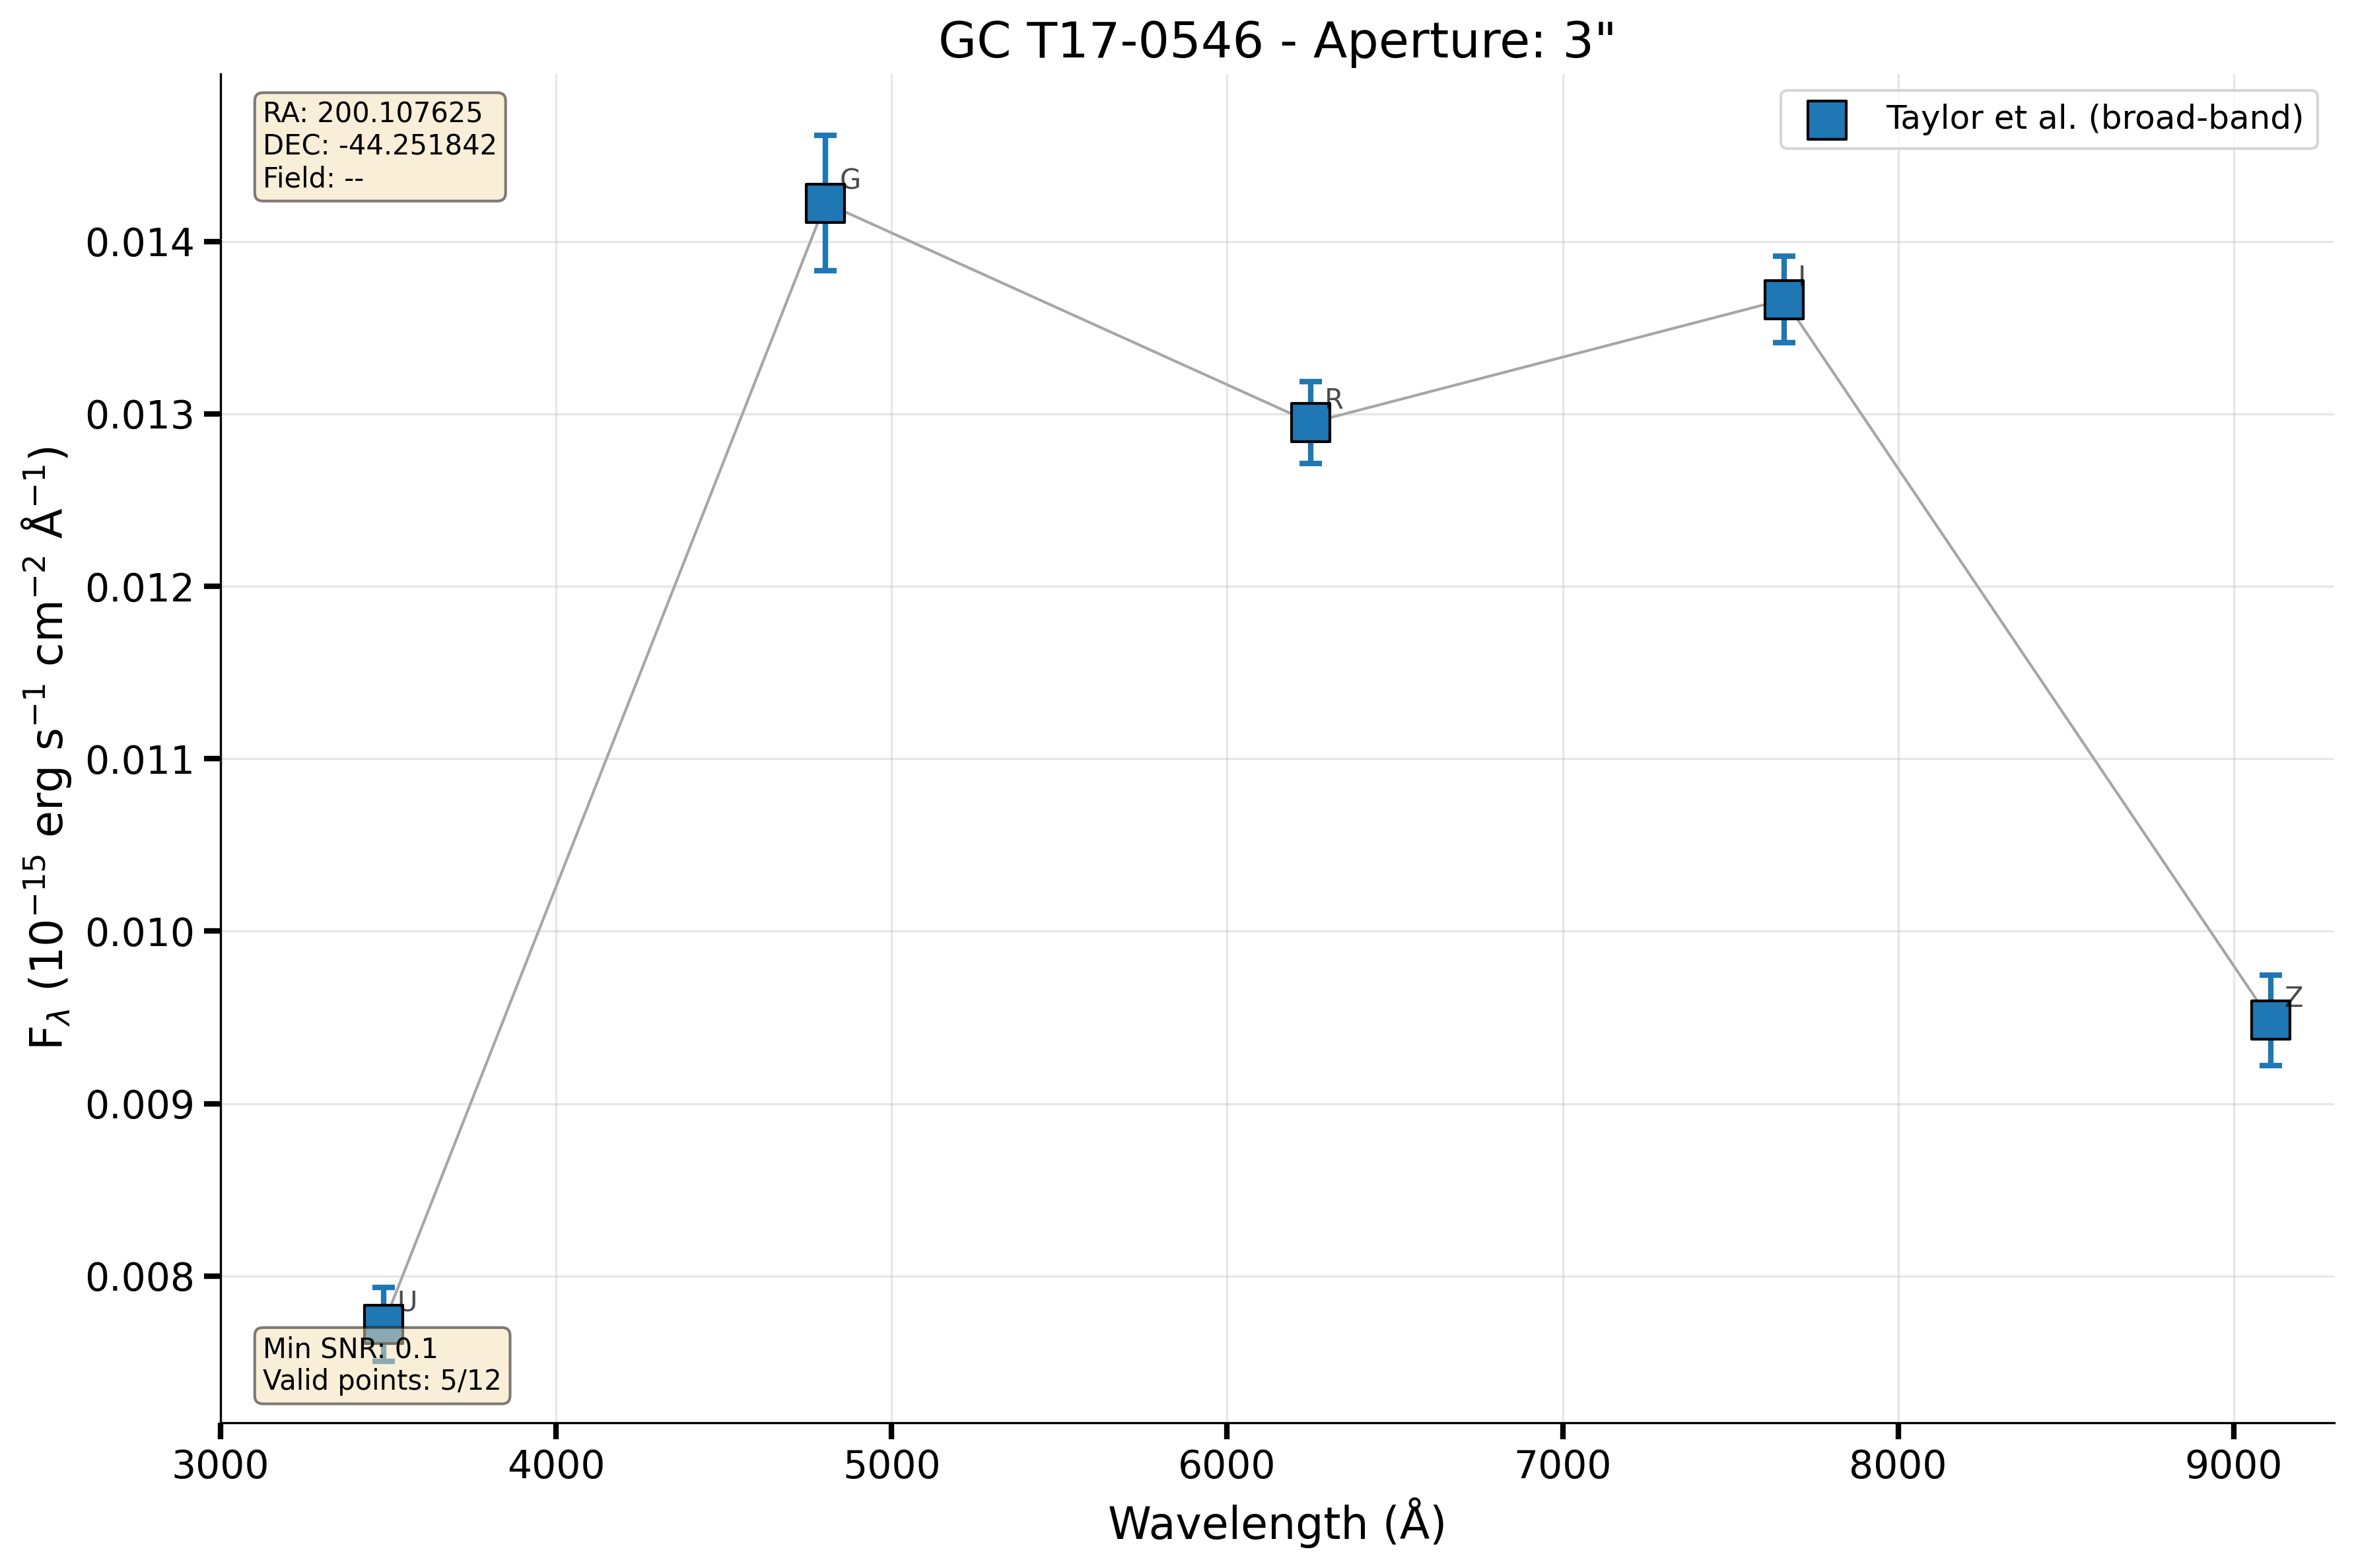 GC T17-0546 - Aperture: 3"
RA: 200.107625
DEC: -44.251842
Field: --
Taylor et al. (broad-band)
G
I
R
Z
U
Min SNR: 0.1
Valid points: 5/12
0.014
0.013
0.012
0.011
0.010
0.009
0.008
F_λ (10⁻¹⁵ erg s⁻¹ cm⁻² Å⁻¹)
3000 4000 5000 6000 7000 8000 9000
Wavelength (Å)